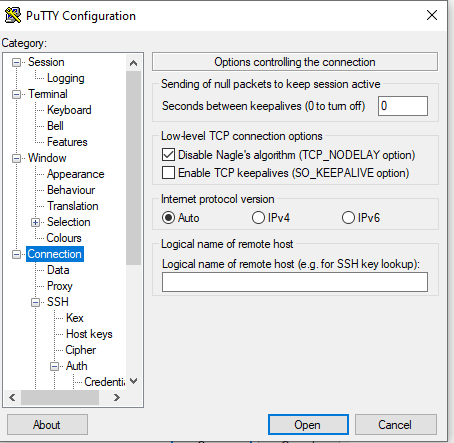 PuTTY Configuration
Category:
Session
Logging
Terminal
Keyboard
Bell
Features
Window
Appearance
Behaviour
Translation
Selection
Colours
Connection
Data
Proxy
SSH
Kex
Host keys
Cipher
Auth
Options controlling the connection
Sending of null packets to keep session active
Seconds between keepalives (0 to turn off) 0
Low-level TCP connection options
Disable Nagle's algorithm (TCP_NODELAY option)
Enable TCP keepalives (SO_KEEPALIVE option)
Internet protocol version
Auto IPv4 IPv6
Logical name of remote host
Logical name of remote host (e.g. for SSH key lookup):
About Open Cancel